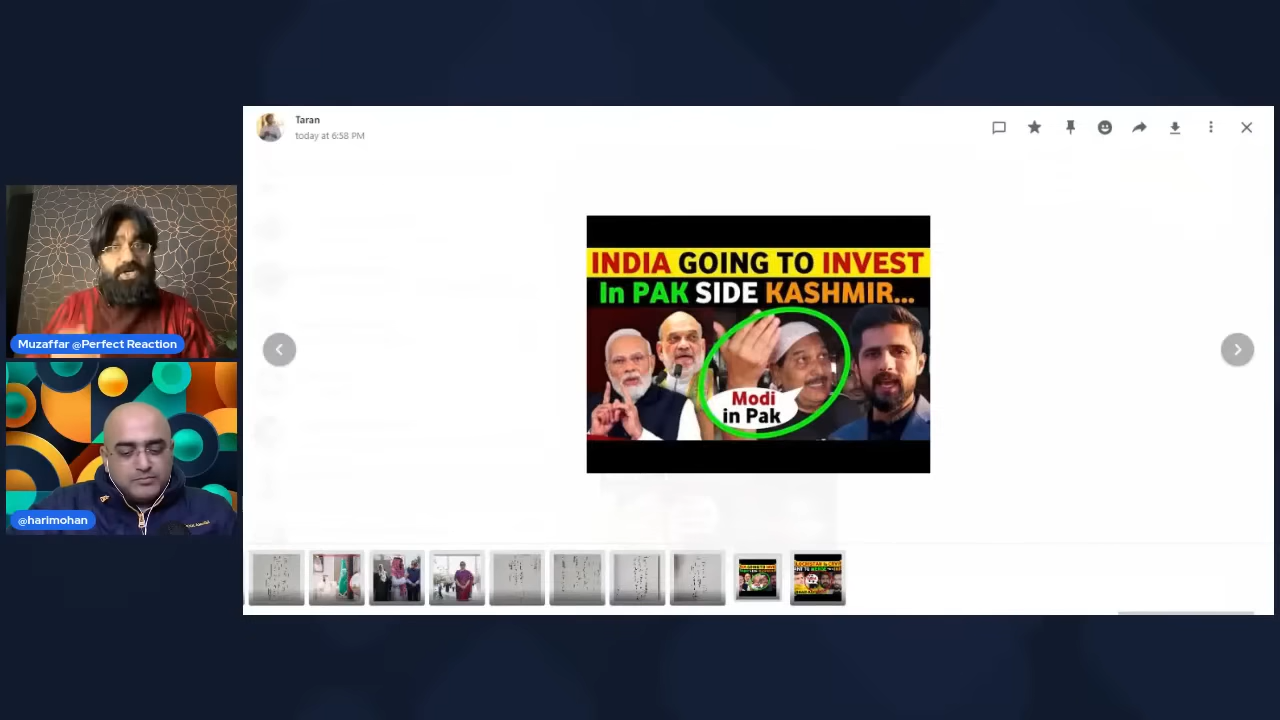 Taran
today at 6:58 PM
INDIA GOING TO INVEST
In PAK SIDE KASHMIR...
Modi
in Pak
Muzaffar @Perfect Reaction
@harimohan